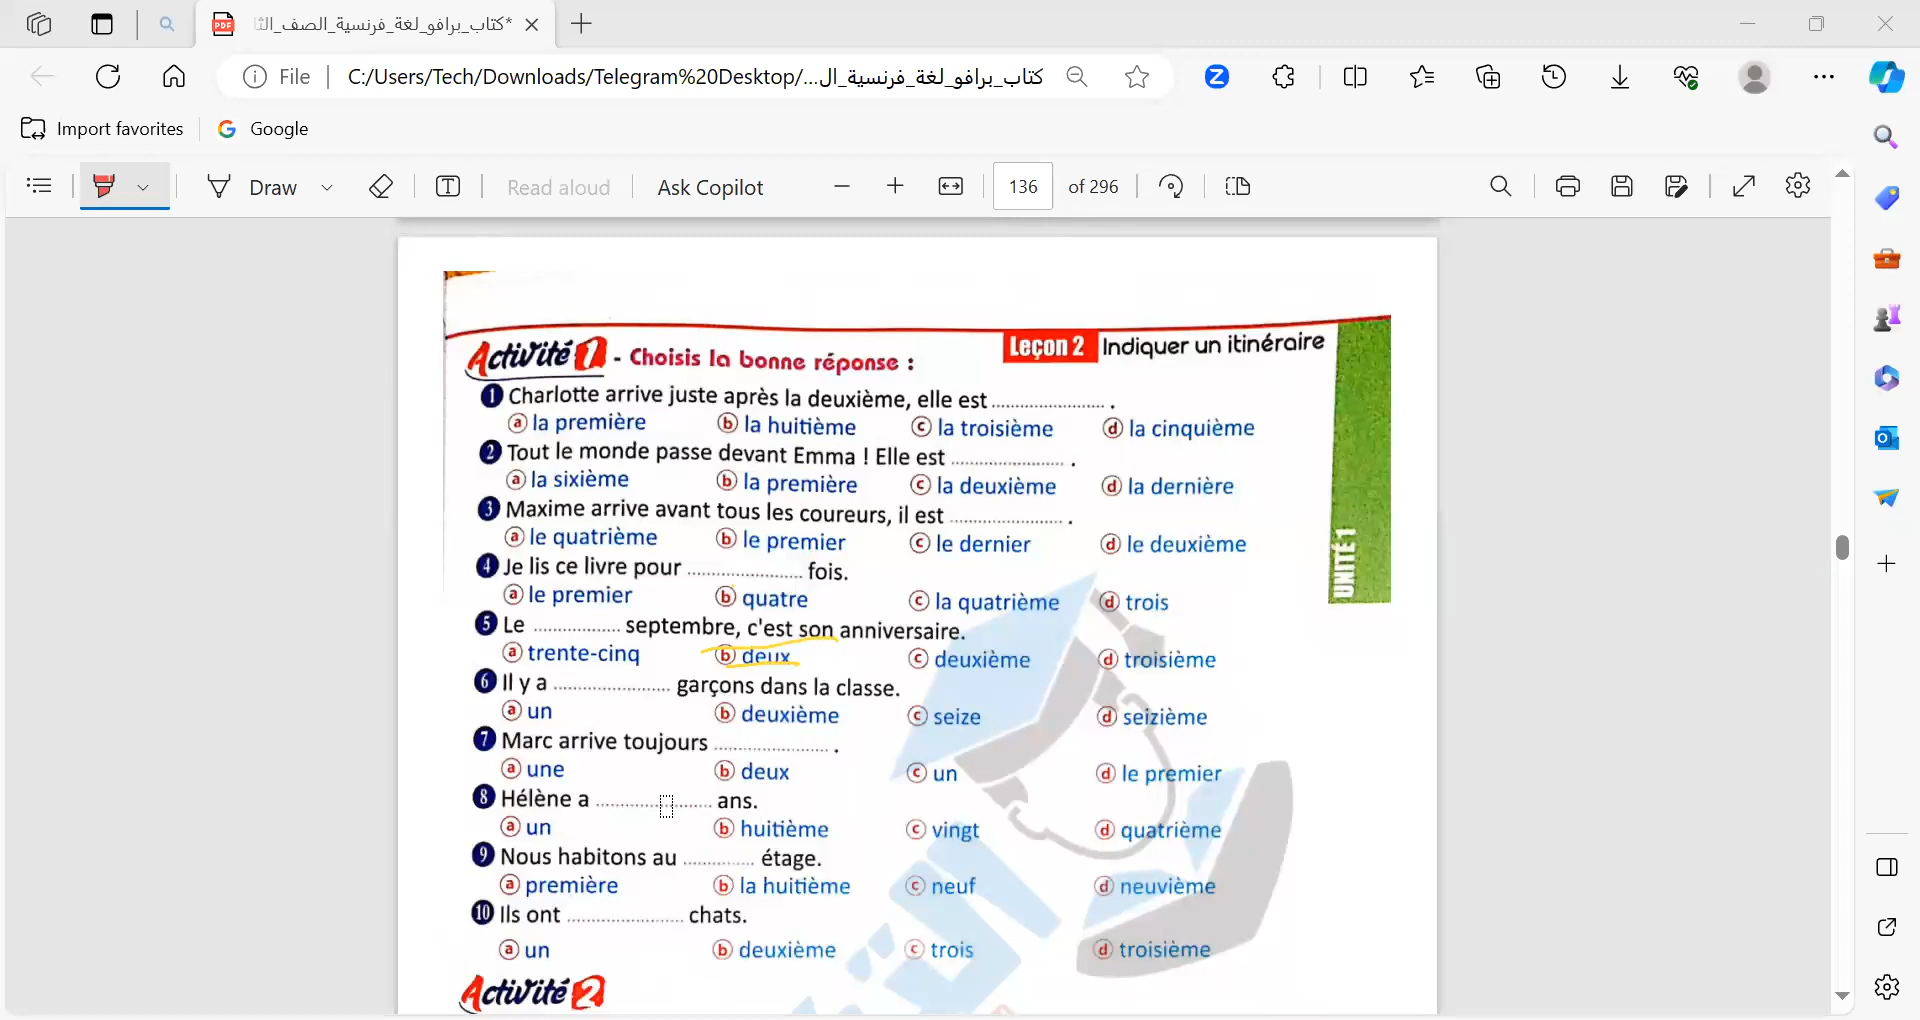 *كتاب_برافو_لغة_فرنسية_الصف_الثا
File C:/Users/Tech/Downloads/Telegram%20Desktop/...كتاب_برافو_لغة_فرنسية_ال
Import favorites Google
Draw Read aloud Ask Copilot 136 of 296
Leçon 2 Indiquer un itinéraire
Activité 1 - Choisis la bonne réponse :
1 Charlotte arrive juste après la deuxième, elle est .................... .
a la première b la huitième c la troisième d la cinquième
2 Tout le monde passe devant Emma ! Elle est .................... .
a la sixième b la première c la deuxième d la dernière
3 Maxime arrive avant tous les coureurs, il est .................... .
a le quatrième b le premier c le dernier d le deuxième
4 Je lis ce livre pour .................... fois.
a le premier b quatre c la quatrième d trois
5 Le ............... septembre, c'est son anniversaire.
a trente-cinq b deux c deuxième d troisième
6 Il y a .................... garçons dans la classe.
a un b deuxième c seize d seizième
7 Marc arrive toujours .................... .
a une b deux c un d le premier
8 Hélène a .................... ans.
a un b huitième c vingt d quatrième
9 Nous habitons au ............ étage.
a première b la huitième c neuf d neuvième
10 Ils ont .................... chats.
a un b deuxième c trois d troisième
Activité 2
UNITÉ 1